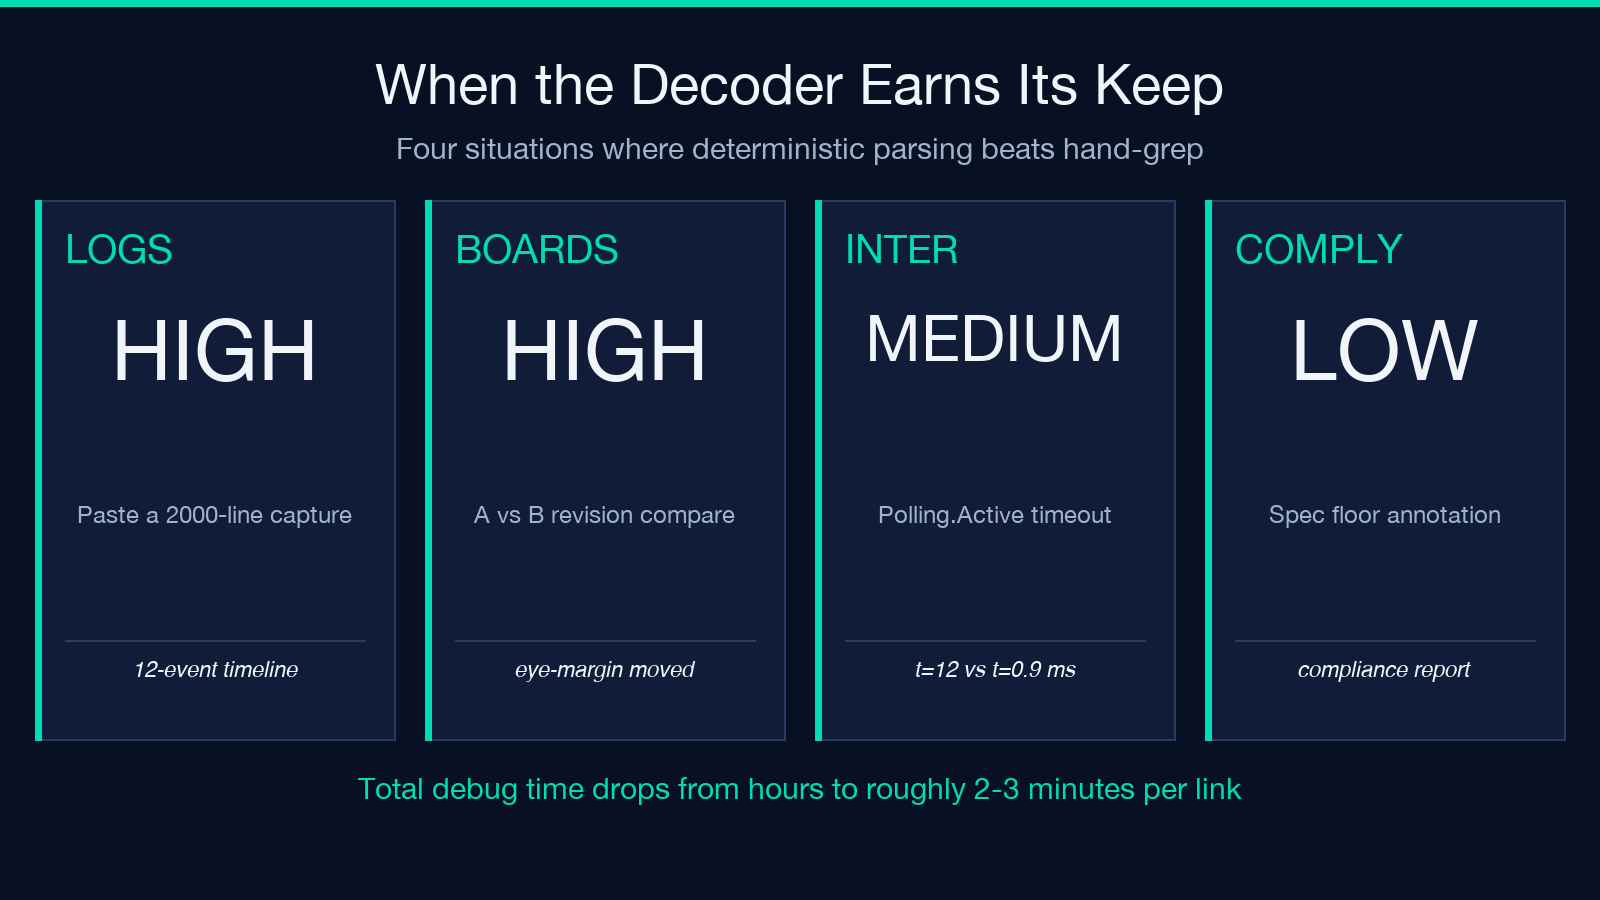 When the Decoder Earns Its Keep
Four situations where deterministic parsing beats hand-grep
LOGS
HIGH
Paste a 2000-line capture
12-event timeline
BOARDS
HIGH
A vs B revision compare
eye-margin moved
INTER
MEDIUM
Polling.Active timeout
t=12 vs t=0.9 ms
COMPLY
LOW
Spec floor annotation
compliance report
Total debug time drops from hours to roughly 2-3 minutes per link